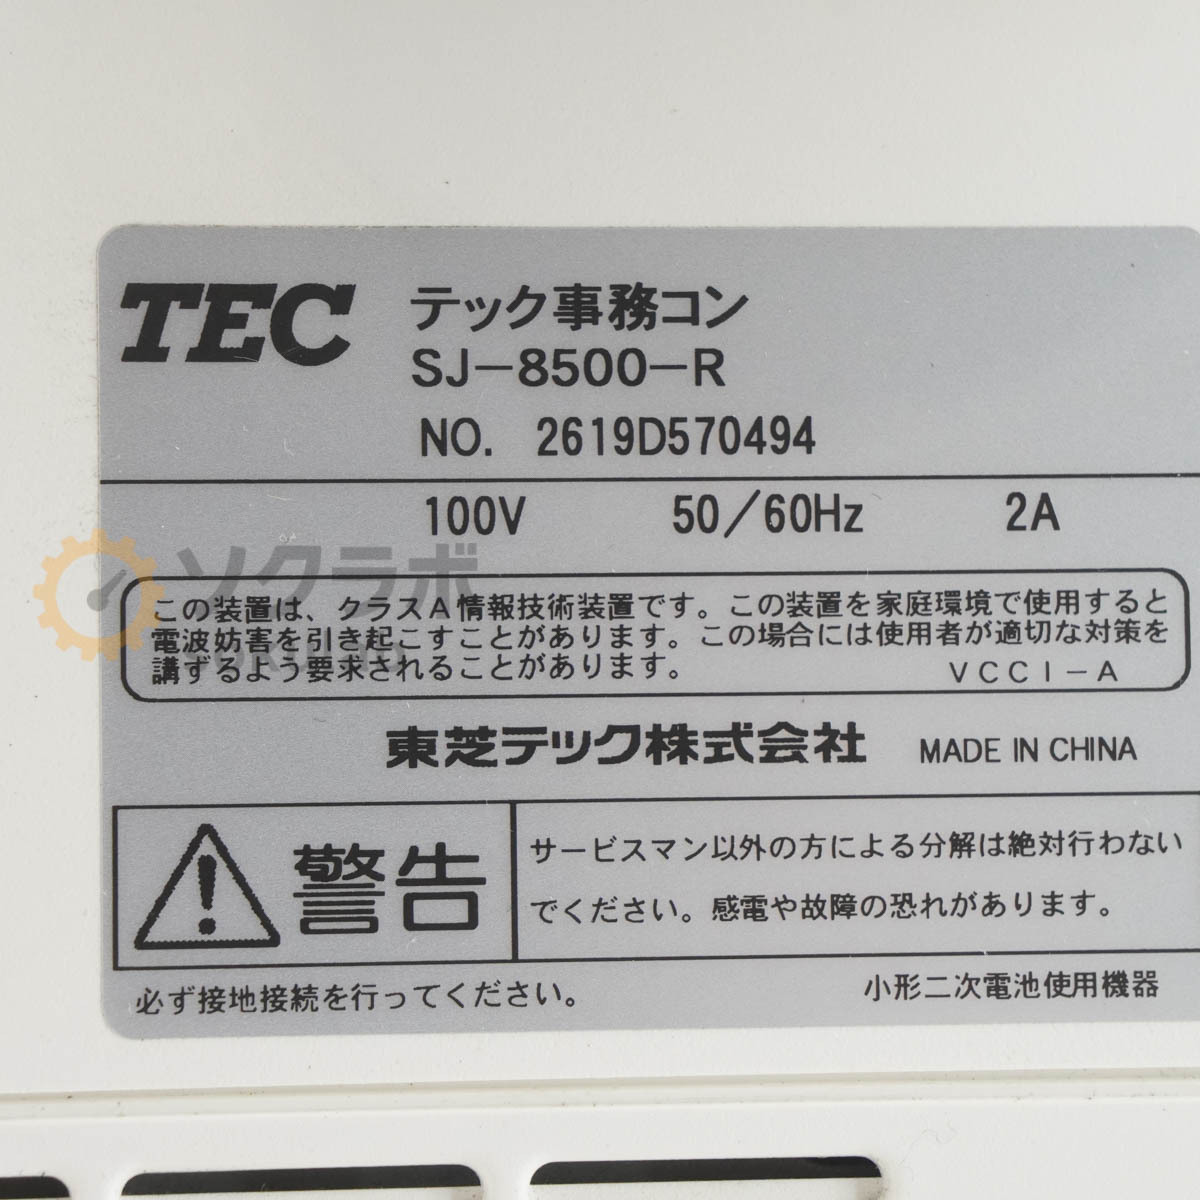 TEC テック事務コン
SJ-8500-R
NO. 2619D570494
100V 50/60Hz 2A
ソクラボ
この装置は、クラスA情報技術装置です。この装置を家庭環境で使用すると
電波妨害を引き起こすことがあります。この場合には使用者が適切な対策を
講ずるよう要求されることがあります。 VCCI-A
東芝テック株式会社 MADE IN CHINA
警告
サービスマン以外の方による分解は絶対行わない
でください。感電や故障の恐れがあります。
必ず接地接続を行ってください。 小形二次電池使用機器